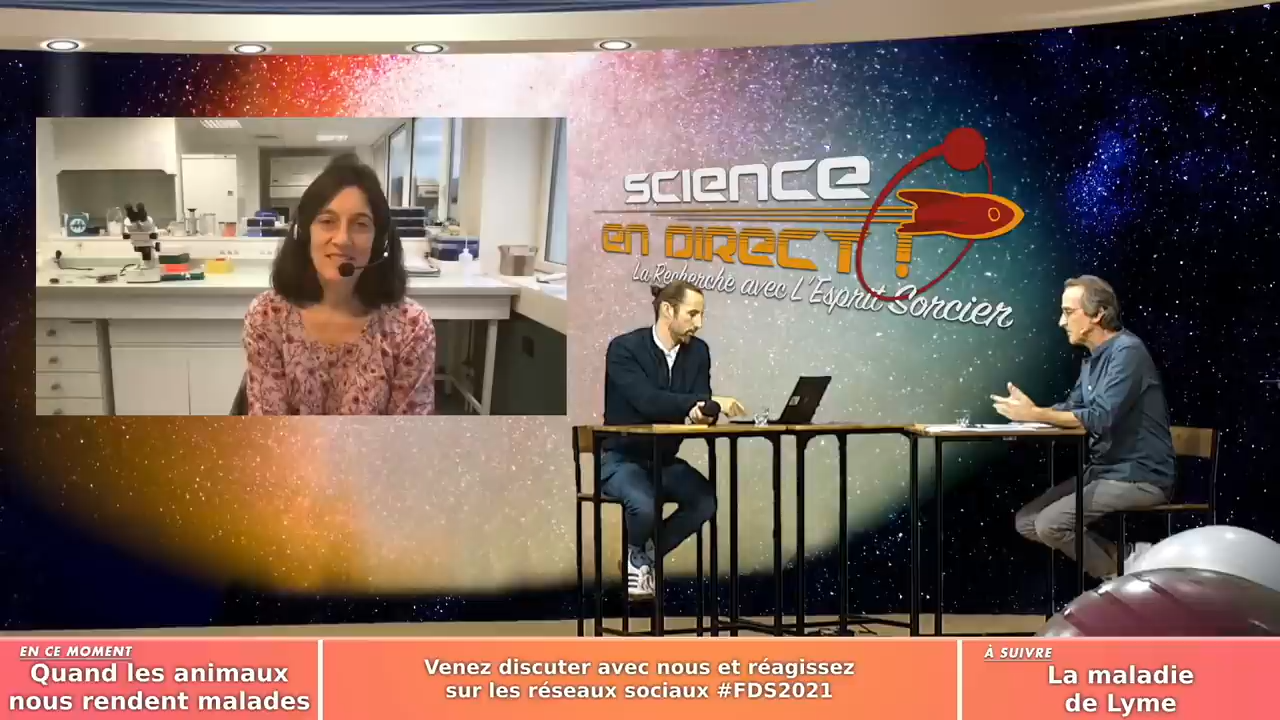 SCIENCE
EN DIRECT !
La Recherche avec L'Esprit Sorcier
EN CE MOMENT
Quand les animaux
nous rendent malades
Venez discuter avec nous et réagissez
sur les réseaux sociaux #FDS2021
À SUIVRE
La maladie
de Lyme